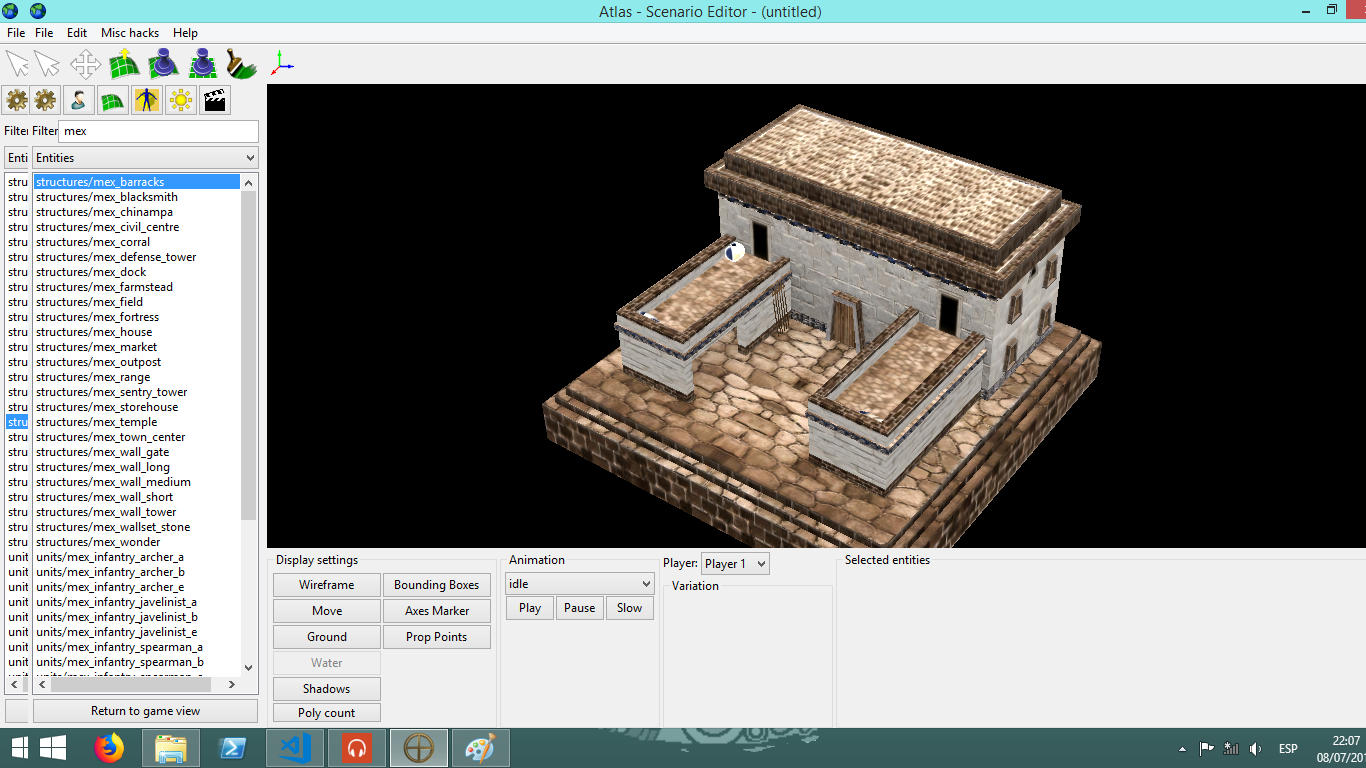 Atlas - Scenario Editor - (untitled)
File File Edit Misc hacks Help
Filter Filter mex
Enti Entities
stru structures/mex_barracks
stru structures/mex_blacksmith
stru structures/mex_chinampa
stru structures/mex_civil_centre
stru structures/mex_corral
stru structures/mex_defense_tower
stru structures/mex_dock
stru structures/mex_farmstead
stru structures/mex_field
stru structures/mex_fortress
stru structures/mex_house
stru structures/mex_market
stru structures/mex_outpost
stru structures/mex_range
stru structures/mex_sentry_tower
stru structures/mex_storehouse
stru structures/mex_temple
stru structures/mex_town_center
stru structures/mex_wall_gate
stru structures/mex_wall_long
stru structures/mex_wall_medium
stru structures/mex_wall_short
stru structures/mex_wall_tower
stru structures/mex_wallset_stone
stru structures/mex_wonder
unit units/mex_infantry_archer_a
unit units/mex_infantry_archer_b
unit units/mex_infantry_archer_e
unit units/mex_infantry_javelinist_a
unit units/mex_infantry_javelinist_b
unit units/mex_infantry_javelinist_e
unit units/mex_infantry_spearman_a
unit units/mex_infantry_spearman_b
Return to game view
Display settings
Wireframe Bounding Boxes
Move Axes Marker
Ground Prop Points
Water
Shadows
Poly count
Animation
idle
Play Pause Slow
Player: Player 1
Variation
Selected entities
ESP
22:07
08/07/201